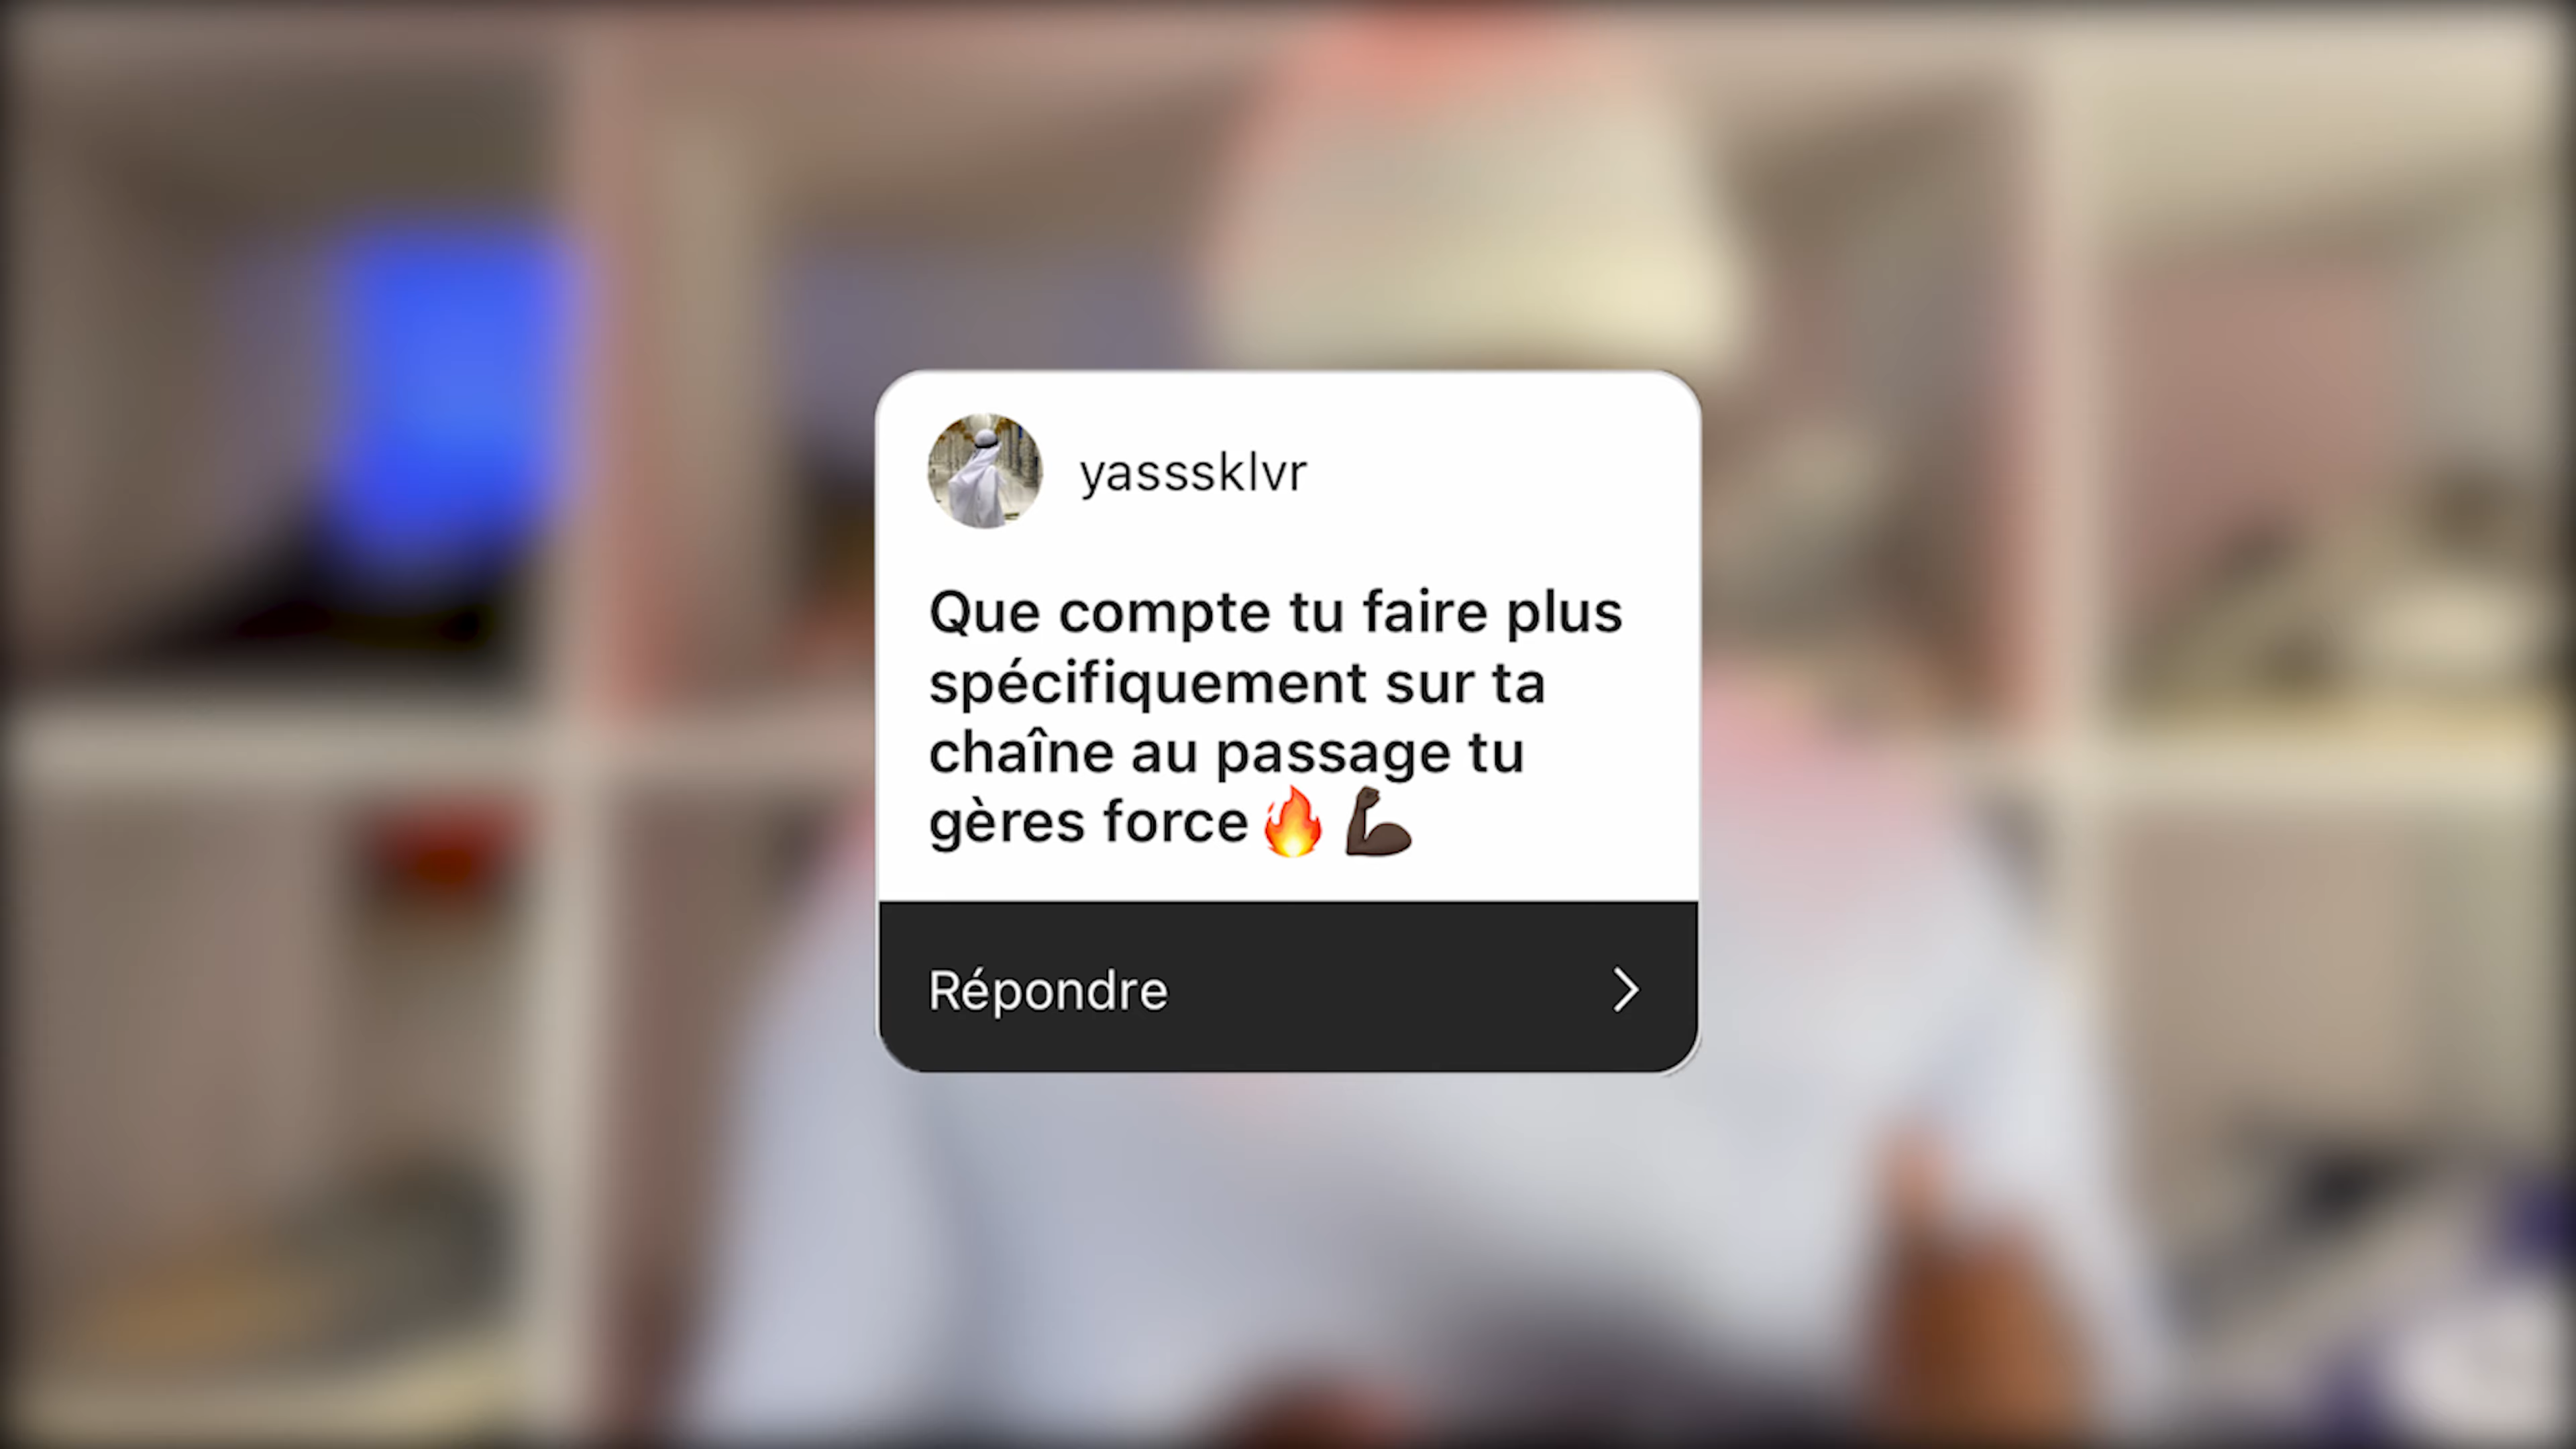 yasssklvr
Que compte tu faire plus
spécifiquement sur ta
chaîne au passage tu
gères force🔥 💪🏿
Répondre